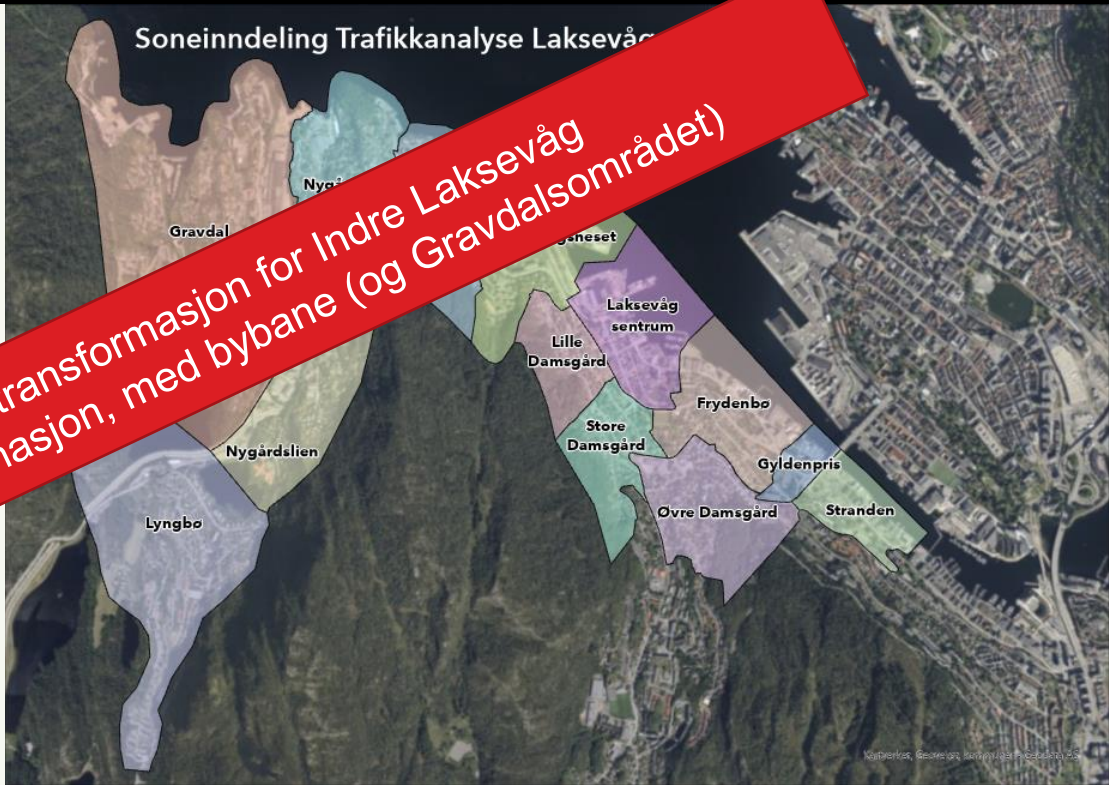 Soneinndeling Trafikkanalyse Laksevåg
transformasjon for Indre Laksevåg
masjon, med bybane (og Gravdalsområdet)
Gravdal
Laksevåg
sentrum
Lille
Damsgård
Frydenbø
Store
Damsgård
Nygårdslien
Gyldenpris
Lyngbø
Øvre Damsgård
Stranden